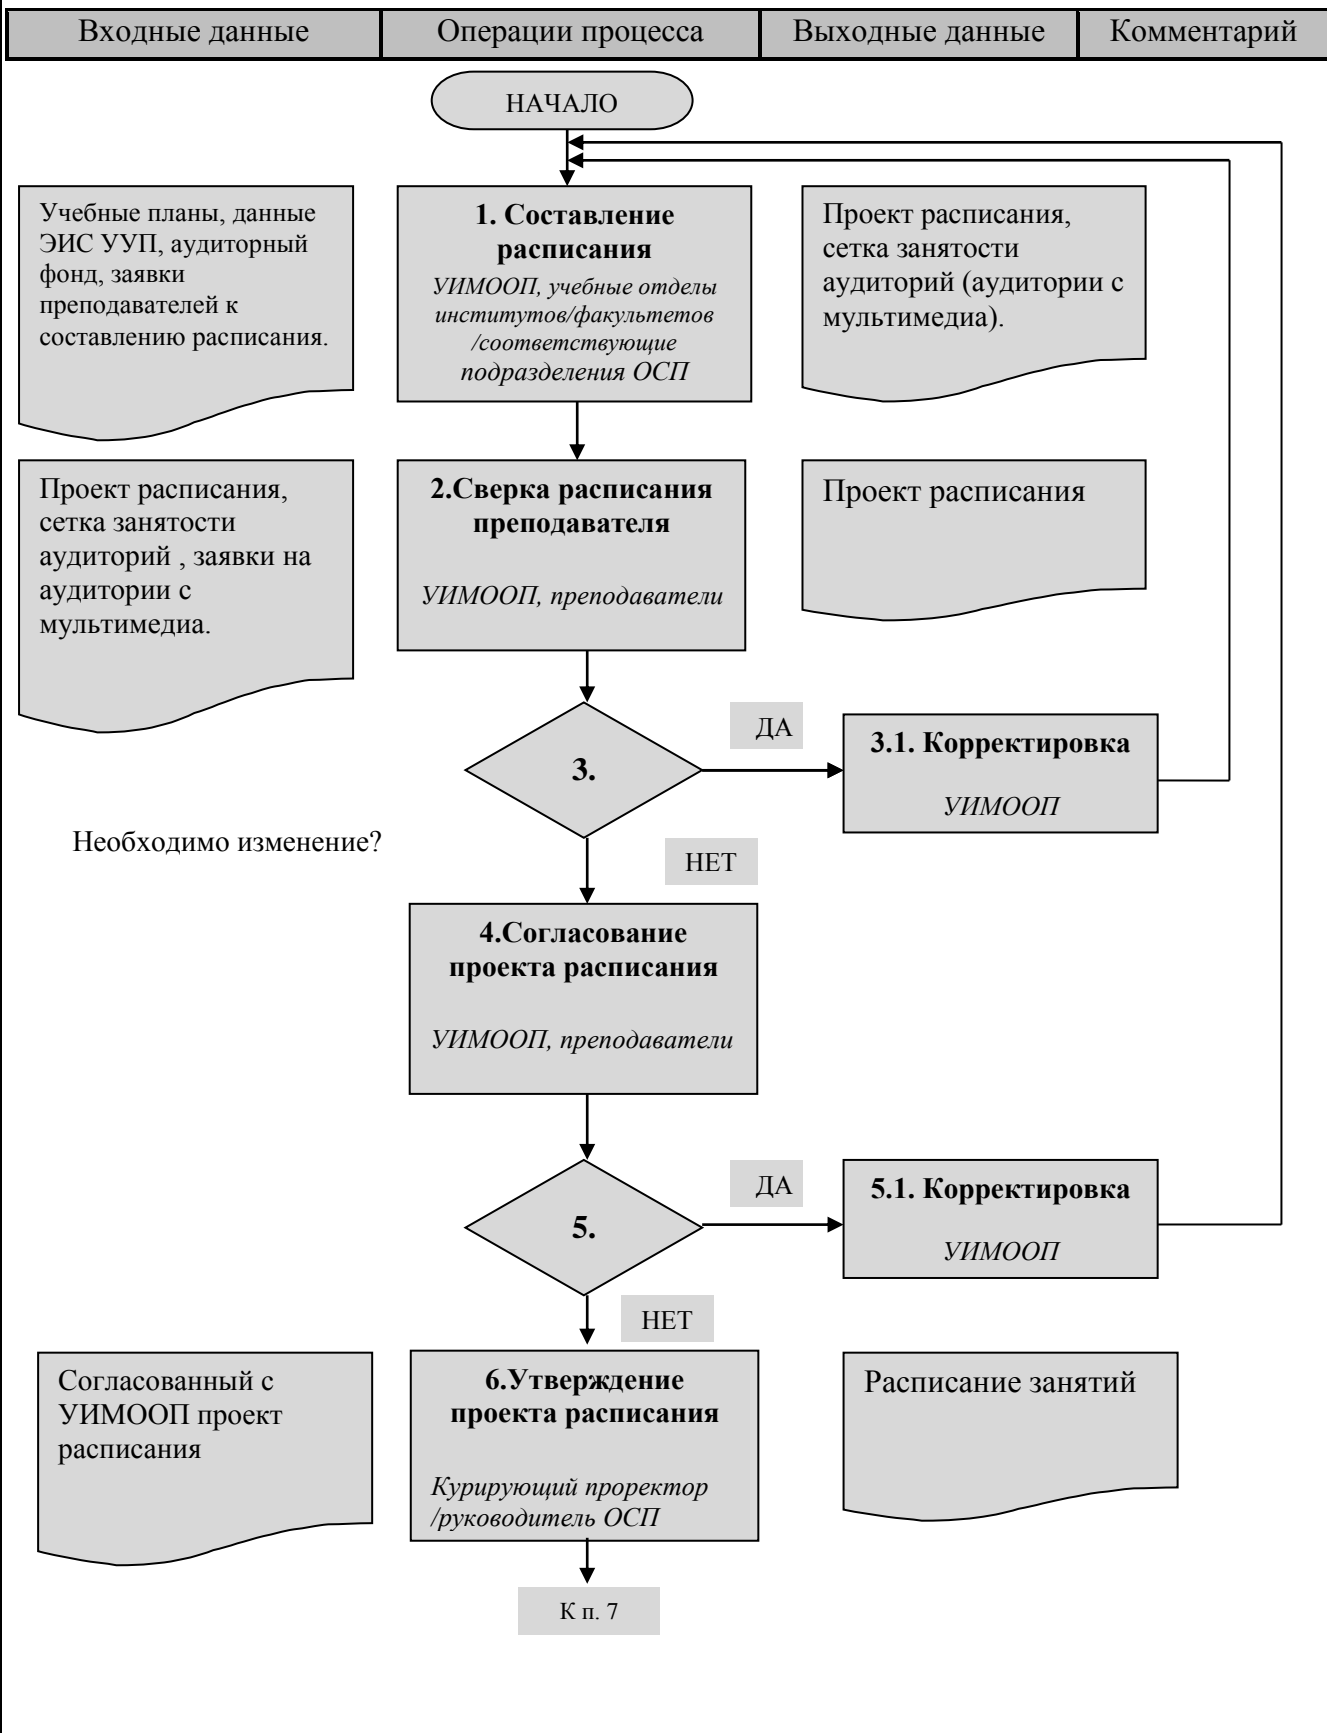 Входные данные
Операции процесса
Выходные данные
Комментарий
НАЧАЛО
Учебные планы, данные
ЭИС УУП, аудиторный
фонд, заявки
преподавателей к
составлению расписания.
1. Составление
расписания
УИМООП, учебные отделы
институтов/факультетов
/соответствующие
подразделения ОСП
Проект расписания,
сетка занятости
аудиторий (аудитории с
мультимедиа).
Проект расписания,
сетка занятости
аудиторий , заявки на
аудитории с
мультимедиа.
2.Сверка расписания
преподавателя
УИМООП, преподаватели
Проект расписания
3.
ДА
3.1. Корректировка
УИМООП
Необходимо изменение?
НЕТ
4.Согласование
проекта расписания
УИМООП, преподаватели
5.
ДА
5.1. Корректировка
УИМООП
НЕТ
Согласованный с
УИМООП проект
расписания
6.Утверждение
проекта расписания
Курирующий проректор
/руководитель ОСП
Расписание занятий
К п. 7